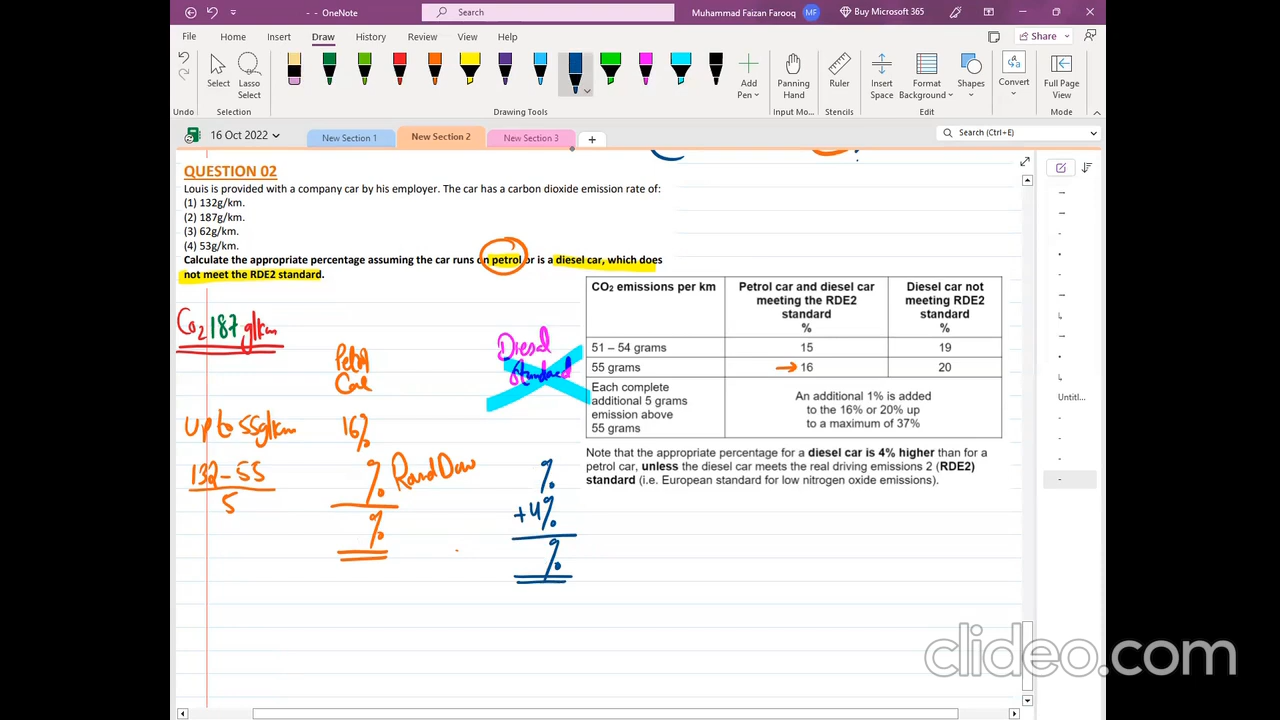 - - OneNote
Search
Muhammad Faizan Farooq
MF
Buy Microsoft 365
File
Home
Insert
Draw
History
Review
View
Help
Share
Select
Lasso
Select
Add
Pen
Panning
Hand
Ruler
Insert
Space
Format
Background
Shapes
Convert
Full Page
View
Undo
Selection
Drawing Tools
Input Mo...
Stencils
Edit
Mode
16 Oct 2022
New Section 1
New Section 2
New Section 3
+
Search (Ctrl+E)
QUESTION 02
Louis is provided with a company car by his employer. The car has a carbon dioxide emission rate of:
(1) 132g/km.
(2) 187g/km.
(3) 62g/km.
(4) 53g/km.
Calculate the appropriate percentage assuming the car runs on petrol or is a diesel car, which does
not meet the RDE2 standard.
CO2 emissions per km
Petrol car and diesel car
meeting the RDE2
standard
%
Diesel car not
meeting RDE2
standard
%
51 – 54 grams
15
19
55 grams
16
20
Each complete
additional 5 grams
emission above
55 grams
An additional 1% is added
to the 16% or 20% up
to a maximum of 37%
Note that the appropriate percentage for a diesel car is 4% higher than for a
petrol car, unless the diesel car meets the real driving emissions 2 (RDE2)
standard (i.e. European standard for low nitrogen oxide emissions).
Co2 187 g/km
Petrol
Car
Diesel
Standard
up to 55g/km
16%
132-55
5
% Round Down
%
%
+4%
%
Untitl...
clideo.com